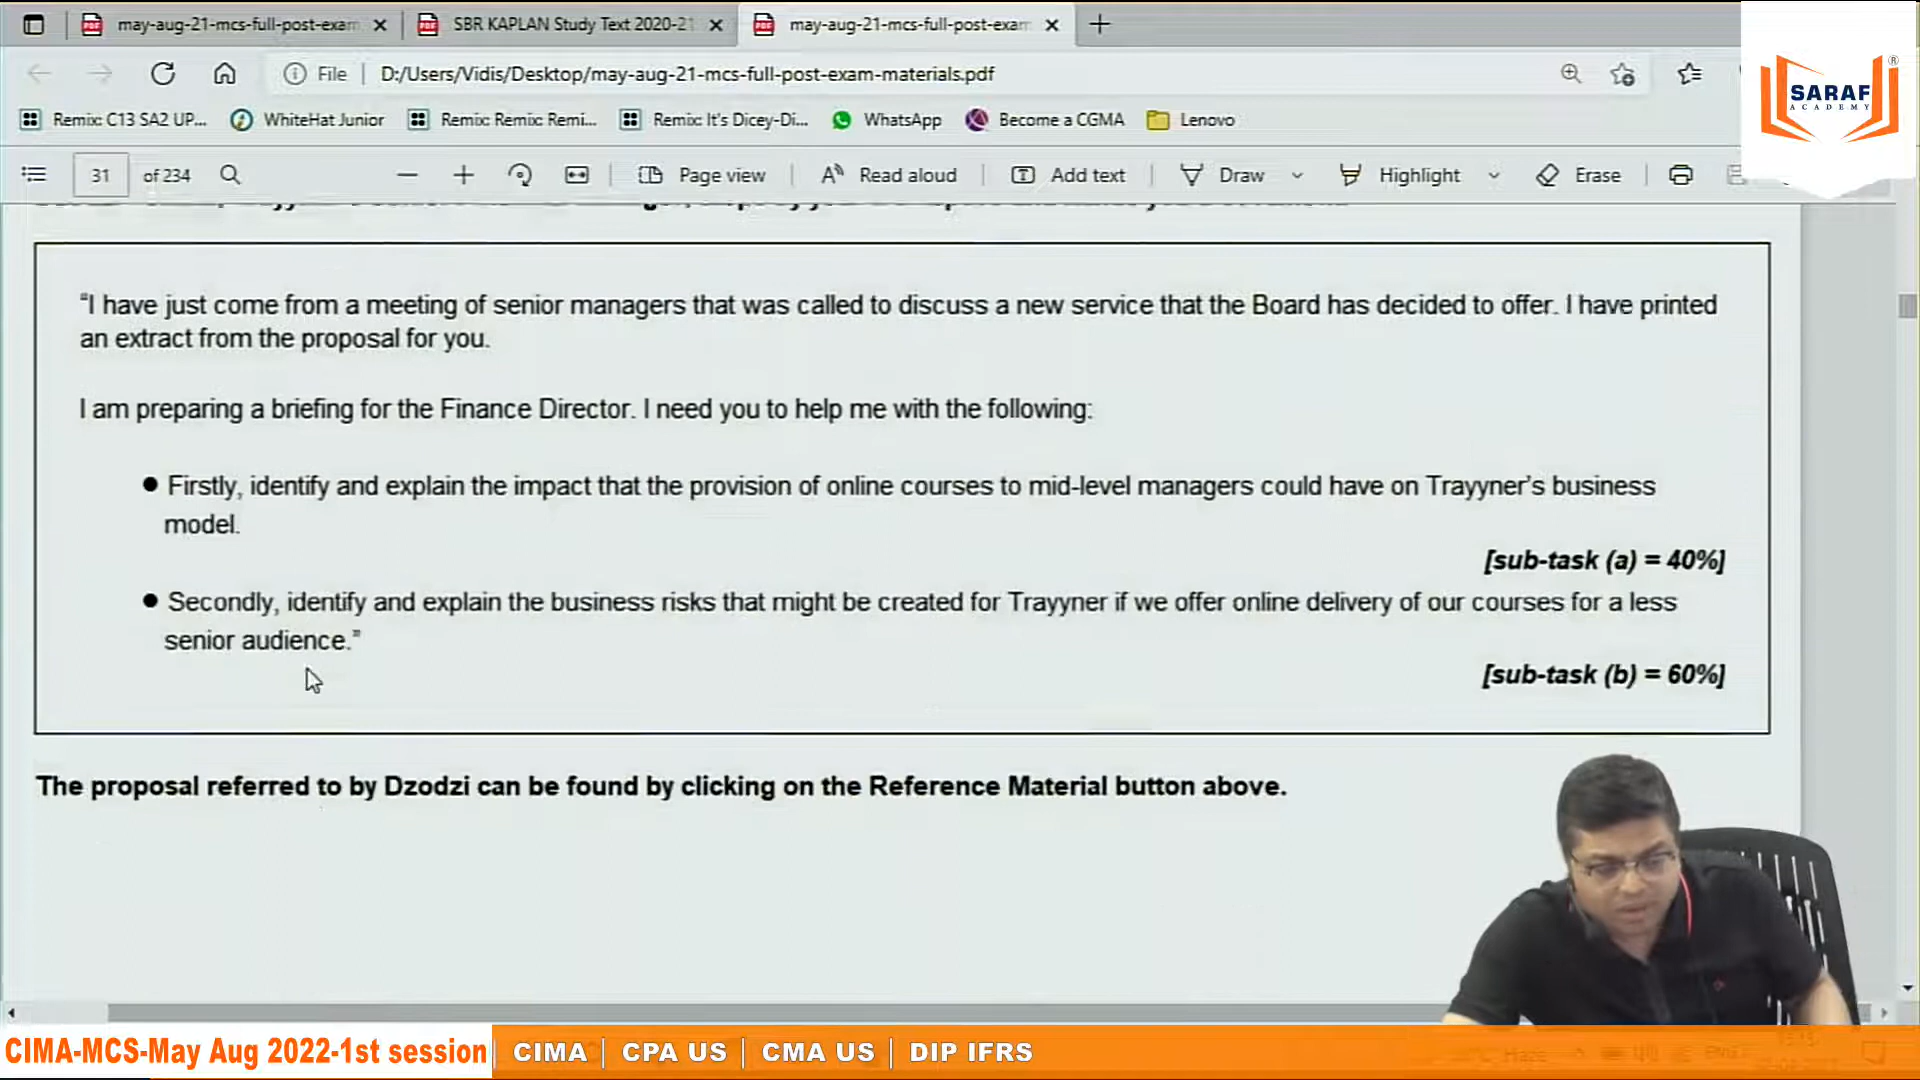 may-aug-21-mcs-full-post-exam
SBR KAPLAN Study Text 2020-21
may-aug-21-mcs-full-post-exam
File
D:/Users/Vidis/Desktop/may-aug-21-mcs-full-post-exam-materials.pdf
Remix: C13 SA2 UP...
WhiteHat Junior
Remix: Remix Remi...
Remix: It's Dicey-Di...
WhatsApp
Become a CGMA
Lenovo
SARAF
ACADEMY
31 of 234
Page view
Read aloud
Add text
Draw
Highlight
Erase
"I have just come from a meeting of senior managers that was called to discuss a new service that the Board has decided to offer. I have printed
an extract from the proposal for you.
I am preparing a briefing for the Finance Director. I need you to help me with the following:
● Firstly, identify and explain the impact that the provision of online courses to mid-level managers could have on Trayyner's business
model.
[sub-task (a) = 40%]
● Secondly, identify and explain the business risks that might be created for Trayyner if we offer online delivery of our courses for a less
senior audience."
[sub-task (b) = 60%]
The proposal referred to by Dzodzi can be found by clicking on the Reference Material button above.
CIMA-MCS-May Aug 2022-1st session
CIMA | CPA US | CMA US | DIP IFRS